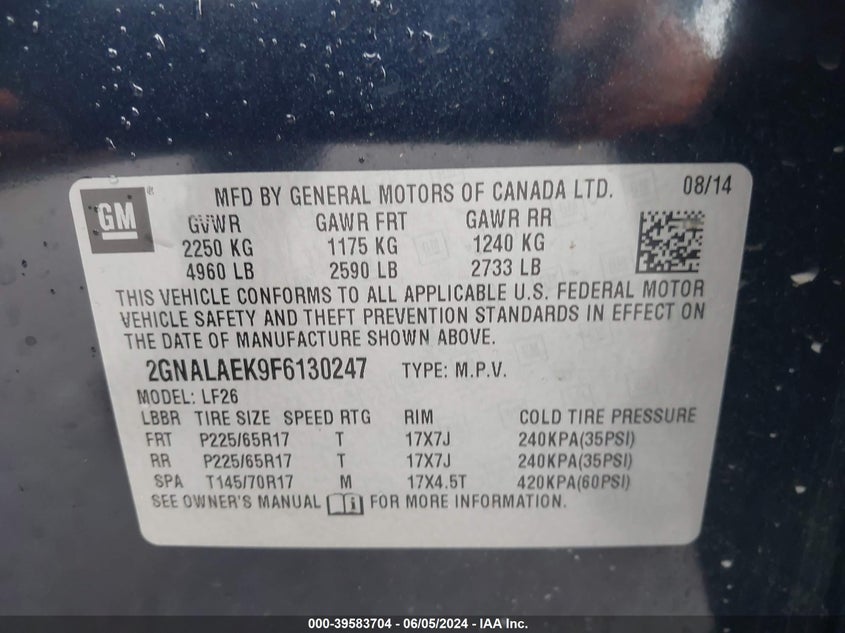 GM
MFD BY GENERAL MOTORS OF CANADA LTD. 08/14
GVWR GAWR FRT GAWR RR
2250 KG 1175 KG 1240 KG
4960 LB 2590 LB 2733 LB
THIS VEHICLE CONFORMS TO ALL APPLICABLE U.S. FEDERAL MOTOR
VEHICLE SAFETY AND THEFT PREVENTION STANDARDS IN EFFECT ON
THE DATE OF MANUFACTURE SHOWN ABOVE.
2GNALAEK9F6130247 TYPE: M.P.V.
MODEL: LF26
LBBR TIRE SIZE SPEED RTG RIM COLD TIRE PRESSURE
FRT P225/65R17 T 17X7J 240KPA(35PSI)
RR P225/65R17 T 17X7J 240KPA(35PSI)
SPA T145/70R17 M 17X4.5T 420KPA(60PSI)
SEE OWNER'S MANUAL i FOR MORE INFORMATION.
000-39583704 - 06/05/2024 - IAA Inc.